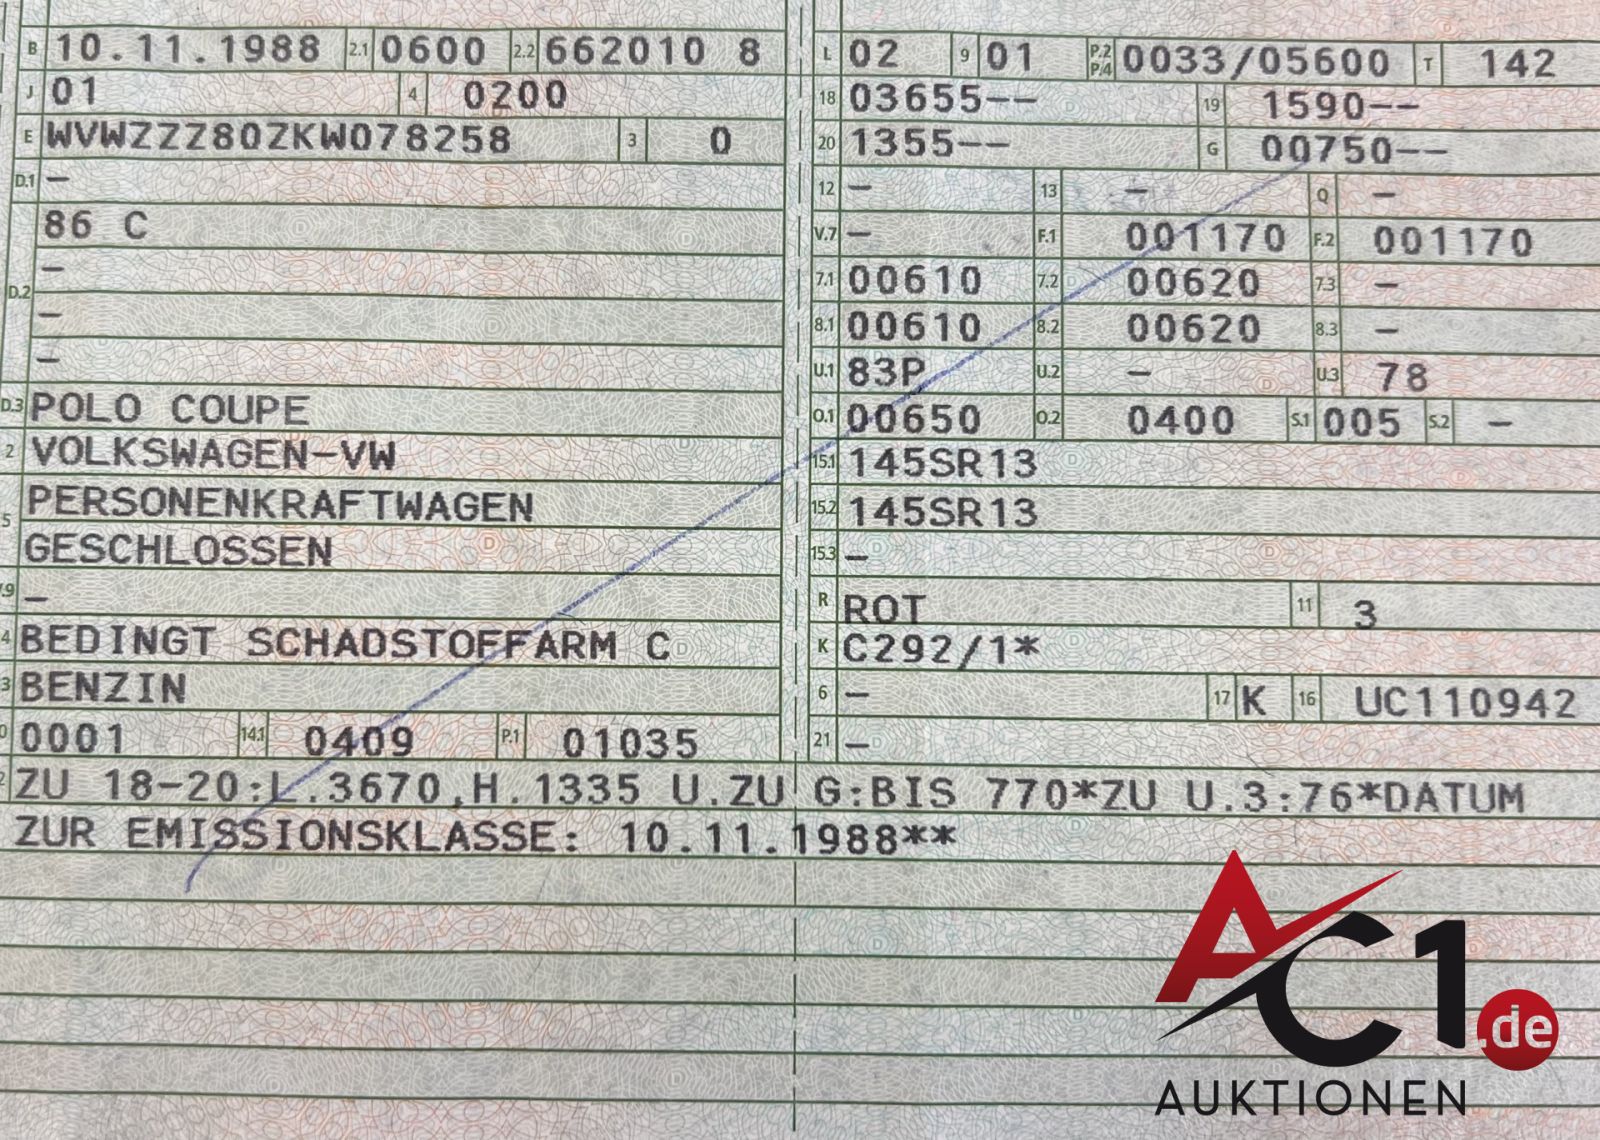 B 10.11.1988 2.1 0600 2.2 662010 8
J 01 4 0200
E WVWZZZ80ZKW078258 3 0
D.1 –
86 C
–
D.2
–
–
D.3 POLO COUPE
2 VOLKSWAGEN–VW
PERSONENKRAFTWAGEN
5
GESCHLOSSEN
.9 –
4 BEDINGT SCHADSTOFFARM C
3 BENZIN
0 0001 14.1 0409 P.1 01035
L 02 9 01 P.2 P.4 0033/05600 T 142
18 03655–– 19 1590––
20 1355–– G 00750––
12 – 13 – Q –
V.7 – F.1 001170 F.2 001170
7.1 00610 7.2 00620 7.3 –
8.1 00610 8.2 00620 8.3 –
U.1 83P U.2 – U.3 78
O.1 00650 O.2 0400 S.1 005 S.2 –
15.1 145SR13
15.2 145SR13
15.3 –
R ROT 11 3
K C292/1*
6 – 17 K 16 UC110942
21 –
2 ZU 18–20:L.3670,H.1335 U.ZU G:BIS 770*ZU U.3:76*DATUM
ZUR EMISSIONSKLASSE: 10.11.1988**
AC1.de
AUKTIONEN